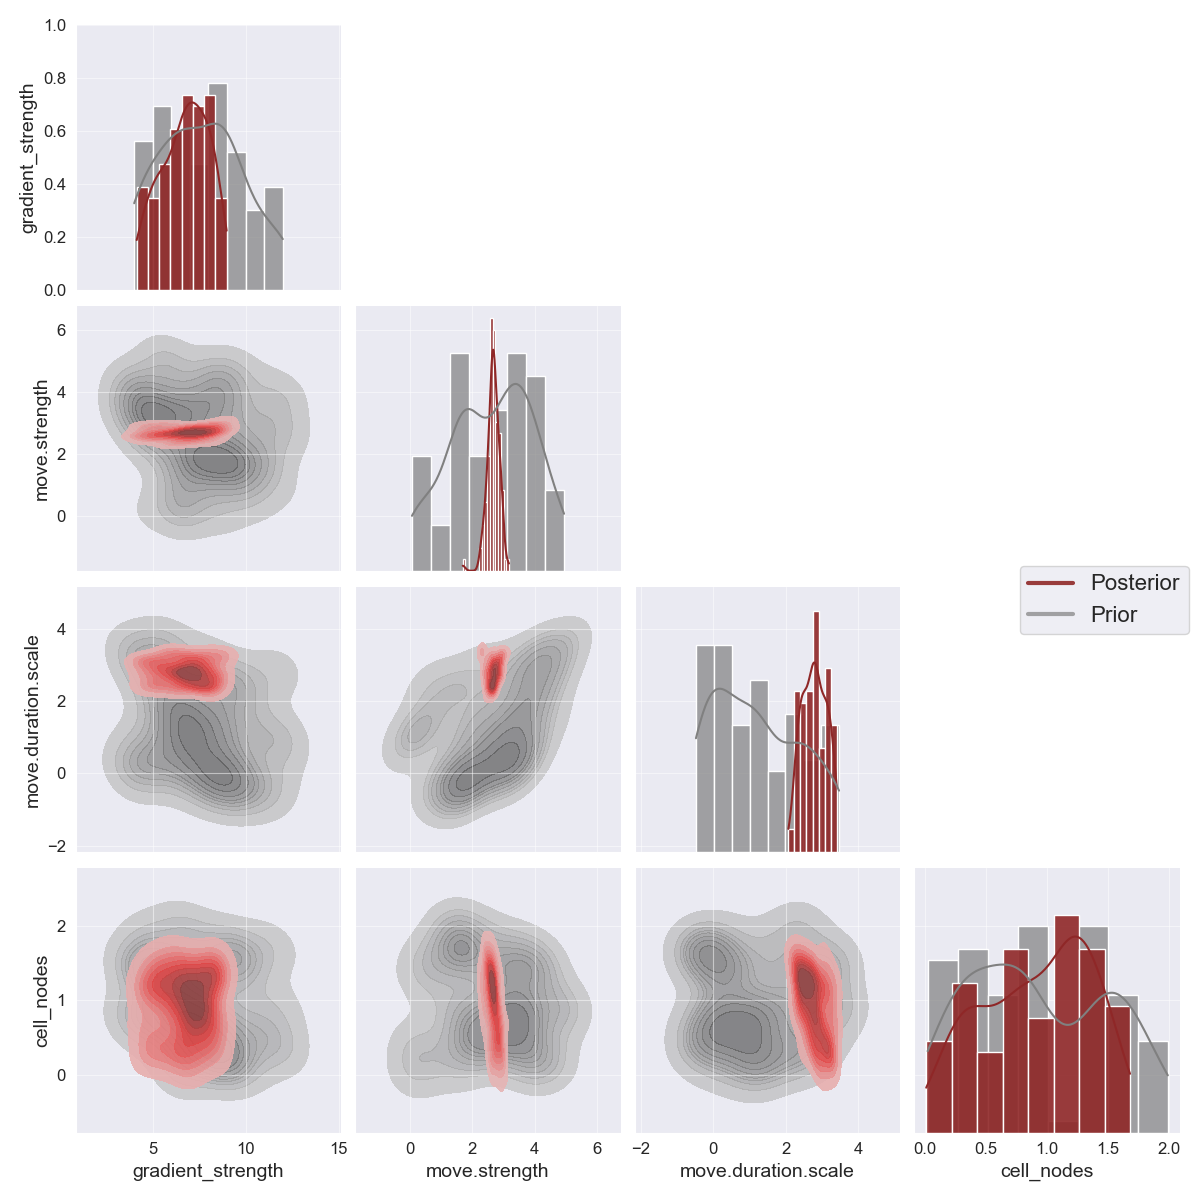 1.0
0.8
0.6
0.4
0.2
0.0
gradient_strength
6
4
2
0
move.strength
4
2
0
−2
move.duration.scale
Posterior
Prior
2
1
0
cell_nodes
5 10 15
0 2 4 6
−2 0 2 4
0.0 0.5 1.0 1.5 2.0
gradient_strength
move.strength
move.duration.scale
cell_nodes